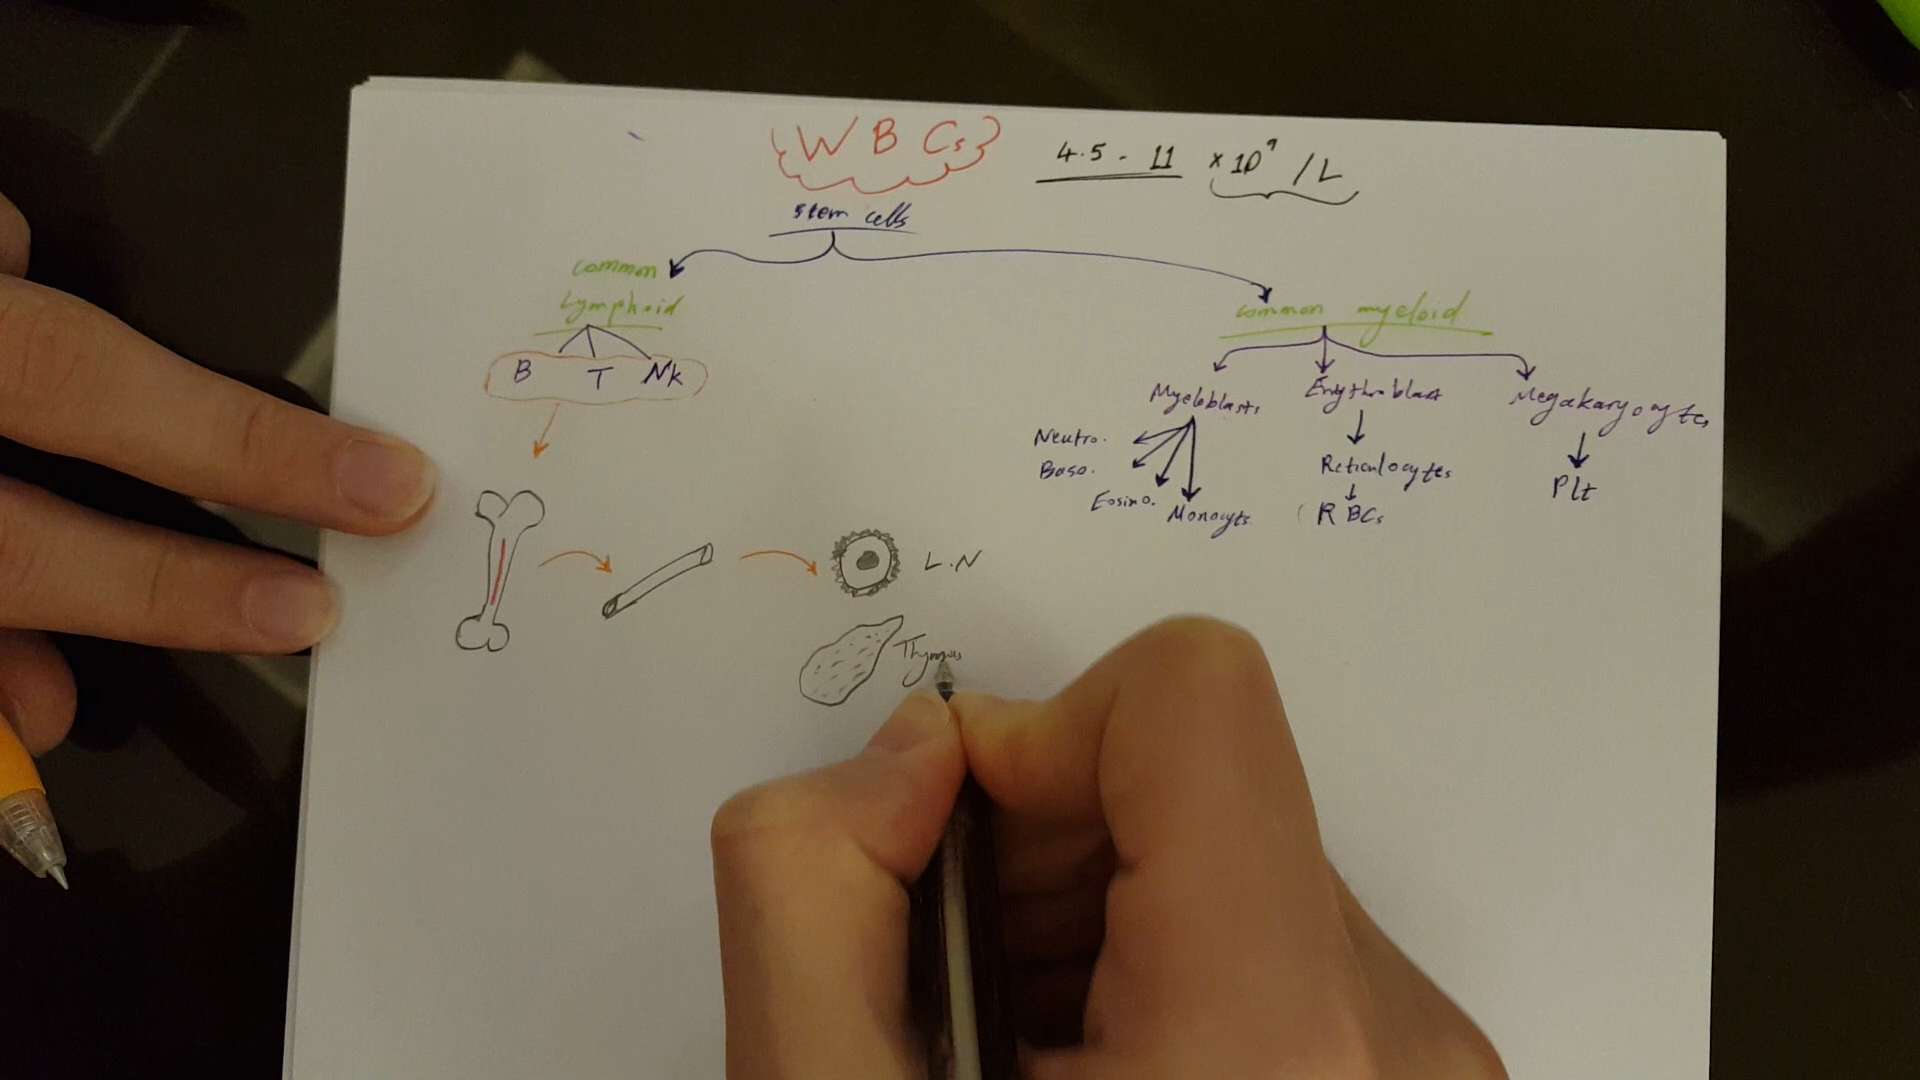 WBCs 4.5 - 11 x10⁹ /L
stem cells
common
Lymphoid
common myeloid
B T Nk
Myeloblasts Erythroblast Megakaryocytes
Neutro.
Baso.
Reticulocytes
Eosino.
Plt
Monocyts
RBCs
L.N
Thymus